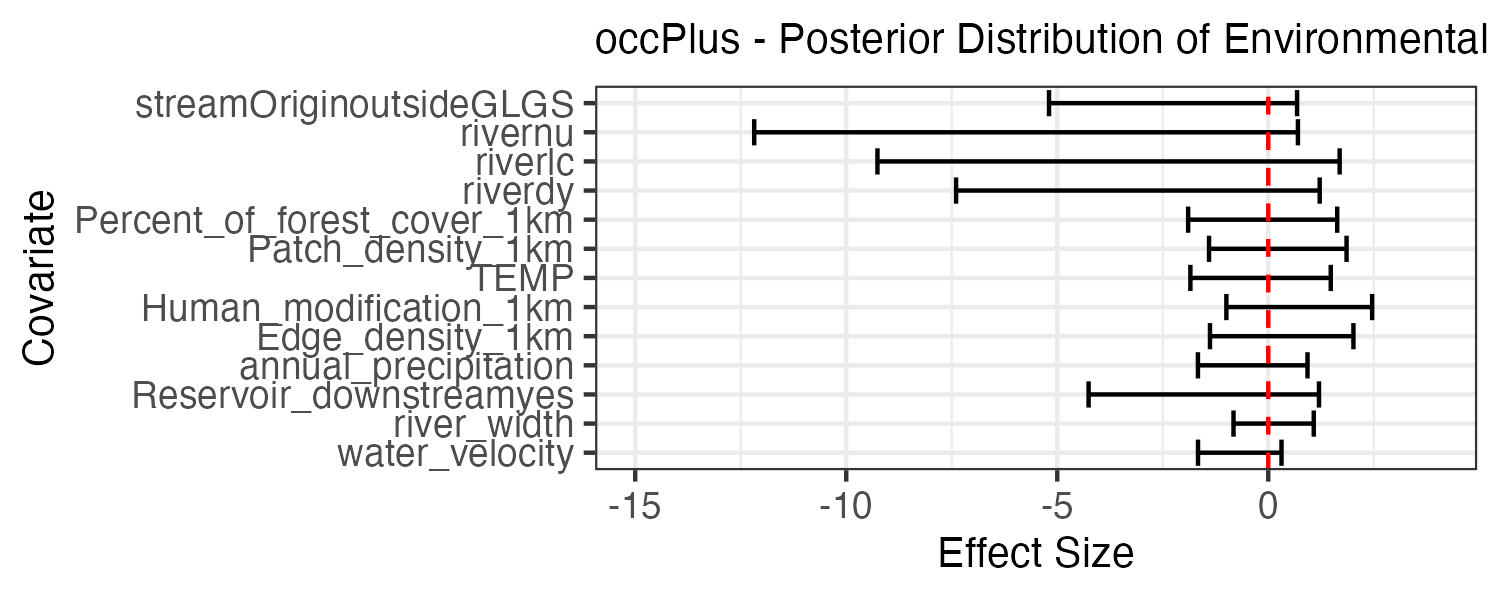 occPlus - Posterior Distribution of Environmental
Covariate
streamOriginoutsideGLGS
rivernu
riverlc
riverdy
Percent_of_forest_cover_1km
Patch_density_1km
TEMP
Human_modification_1km
Edge_density_1km
annual_precipitation
Reservoir_downstreamyes
river_width
water_velocity
-15 -10 -5 0
Effect Size